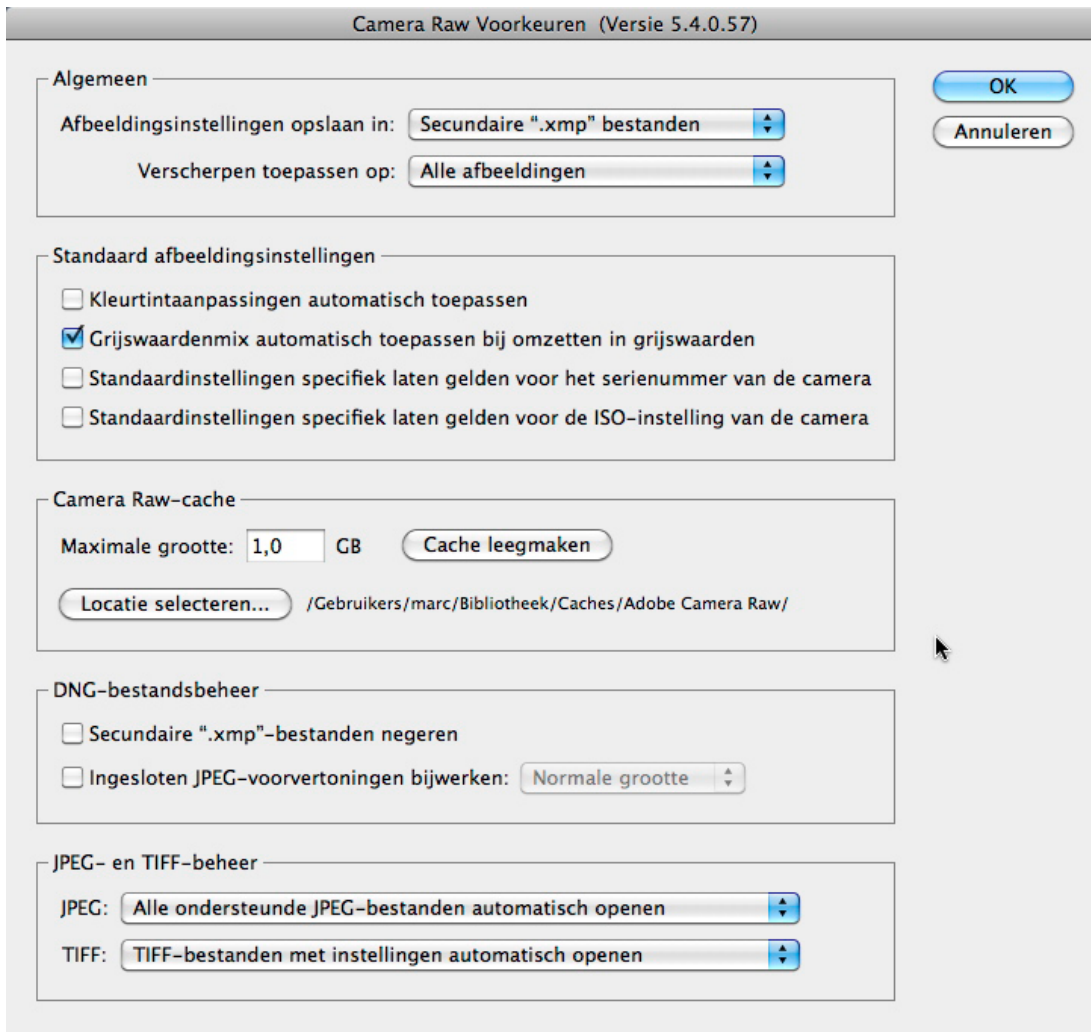 Camera Raw Voorkeuren (Versie 5.4.0.57)
Algemeen
OK
Afbeeldingsinstellingen opslaan in: Secundaire “.xmp” bestanden
Annuleren
Verscherpen toepassen op: Alle afbeeldingen
Standaard afbeeldingsinstellingen
Kleurtintaanpassingen automatisch toepassen
Grijswaardenmix automatisch toepassen bij omzetten in grijswaarden
Standaardinstellingen specifiek laten gelden voor het serienummer van de camera
Standaardinstellingen specifiek laten gelden voor de ISO-instelling van de camera
Camera Raw-cache
Maximale grootte: 1,0 GB Cache leegmaken
Locatie selecteren... /Gebruikers/marc/Bibliotheek/Caches/Adobe Camera Raw/
DNG-bestandsbeheer
Secundaire “.xmp”-bestanden negeren
Ingesloten JPEG-voorvertoningen bijwerken: Normale grootte
JPEG- en TIFF-beheer
JPEG: Alle ondersteunde JPEG-bestanden automatisch openen
TIFF: TIFF-bestanden met instellingen automatisch openen